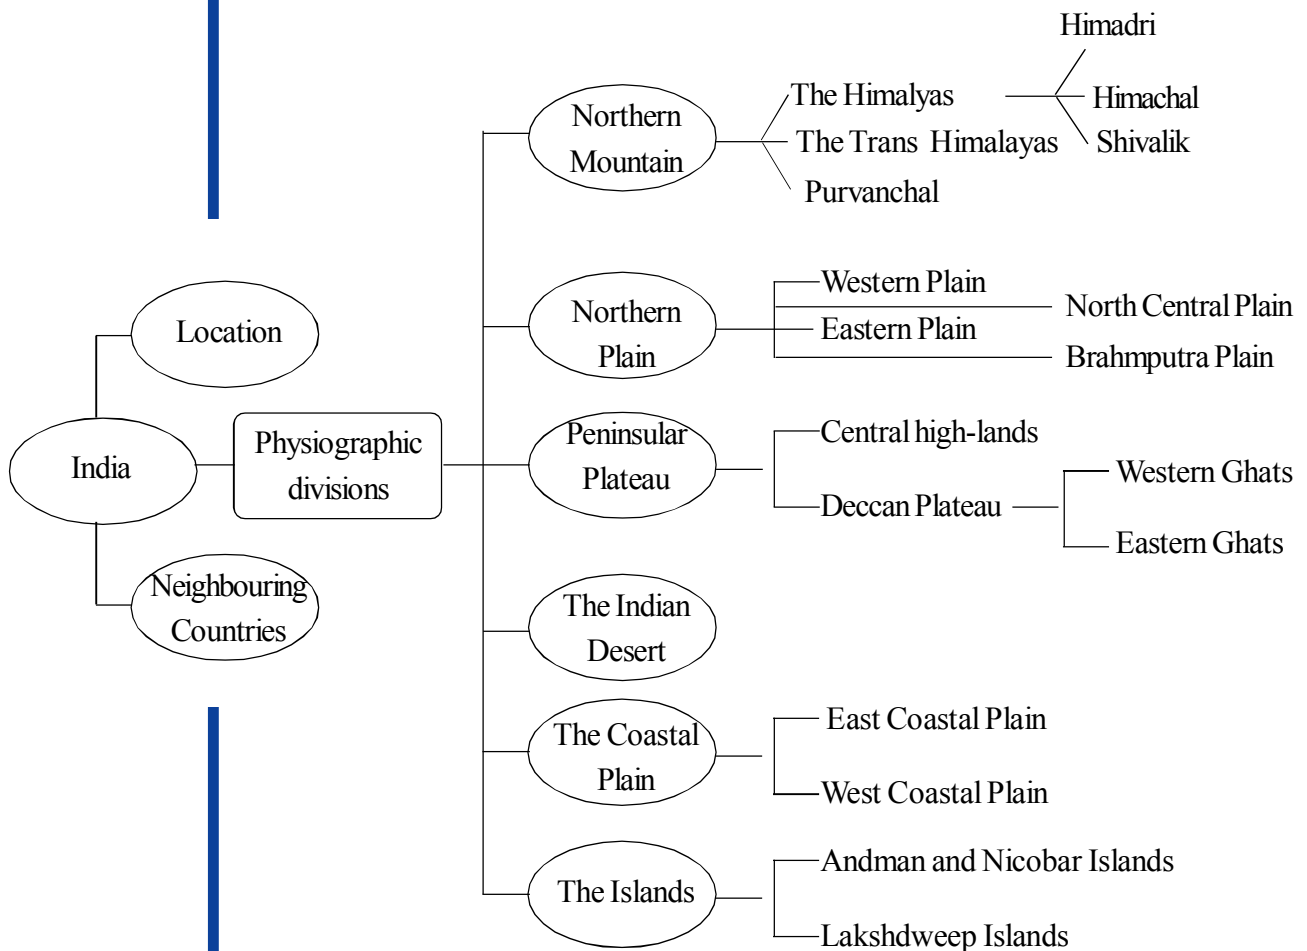 India
Location
Physiographic
divisions
Neighbouring
Countries
Northern
Mountain
The Himalyas
Himadri
Himachal
Shivalik
The Trans Himalayas
Purvanchal
Northern
Plain
Western Plain
North Central Plain
Eastern Plain
Brahmputra Plain
Peninsular
Plateau
Central high-lands
Deccan Plateau
Western Ghats
Eastern Ghats
The Indian
Desert
The Coastal
Plain
East Coastal Plain
West Coastal Plain
The Islands
Andman and Nicobar Islands
Lakshdweep Islands